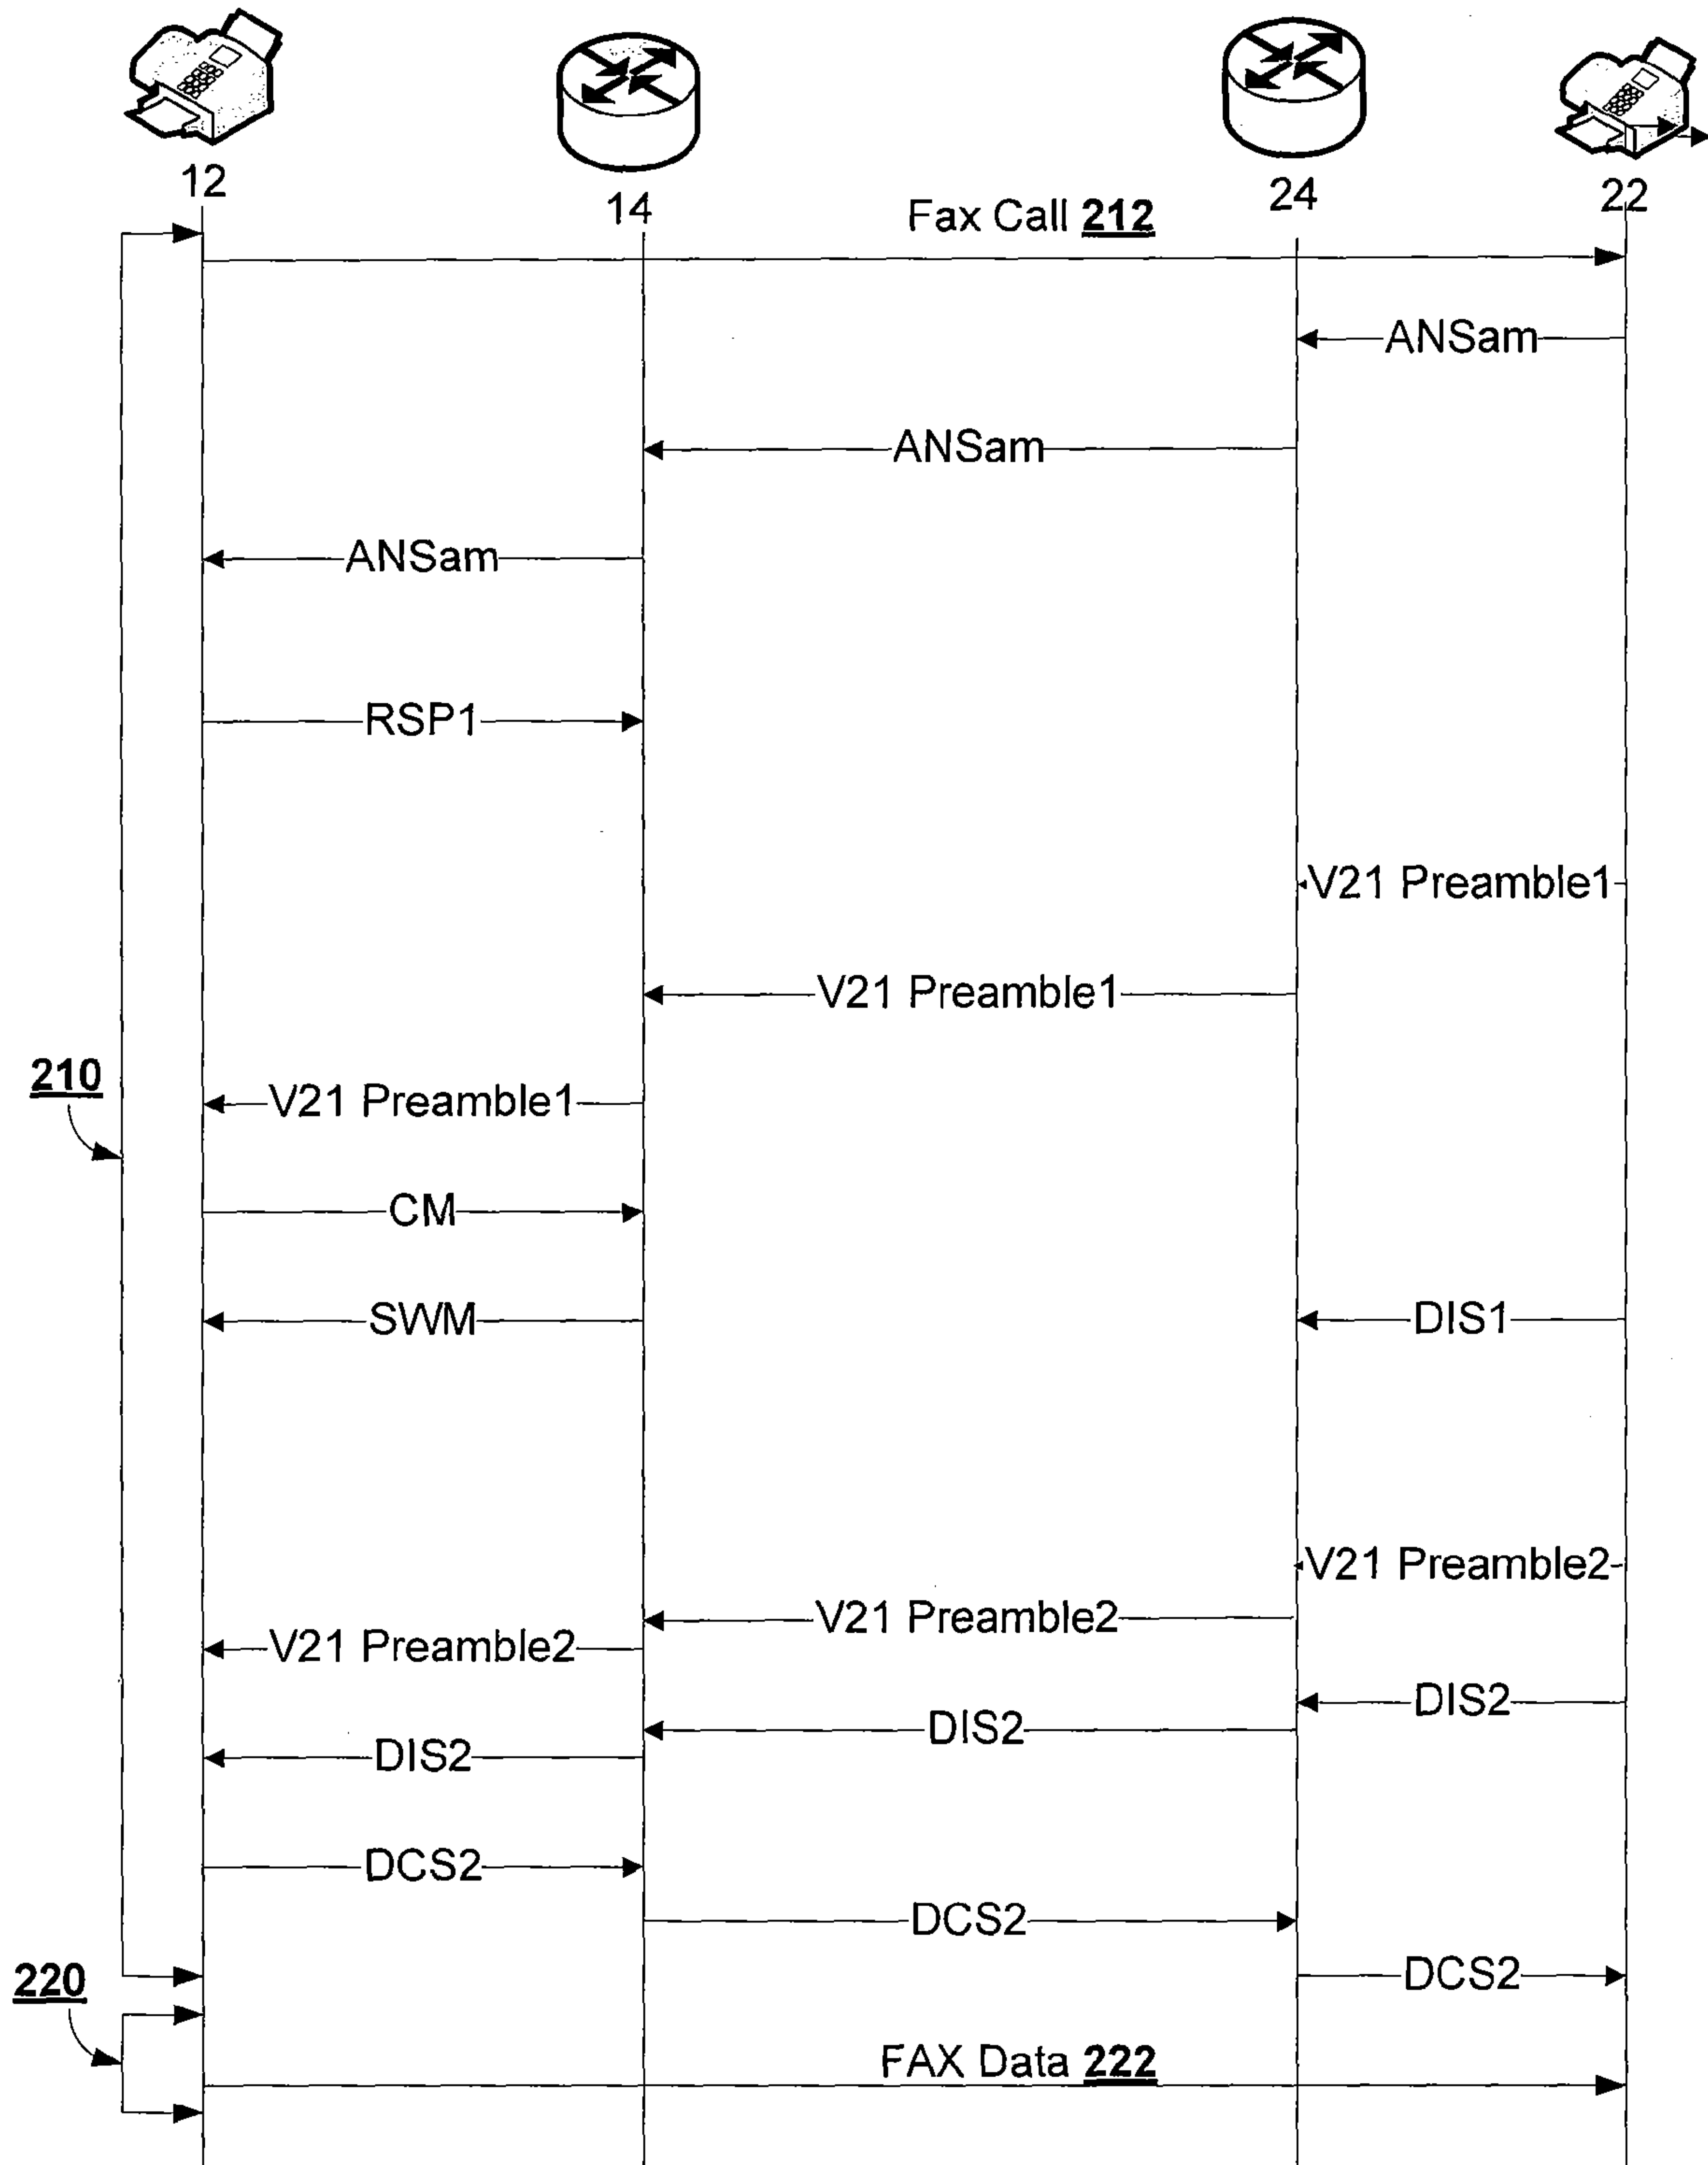 12
14
24
22
Fax Call 212
ANSam
ANSam
ANSam
RSP1
V21 Preamble1
V21 Preamble1
210
V21 Preamble1
CM
SWM
DIS1
V21 Preamble2
V21 Preamble2
V21 Preamble2
DIS2
DIS2
DIS2
DCS2
DCS2
DCS2
220
FAX Data 222